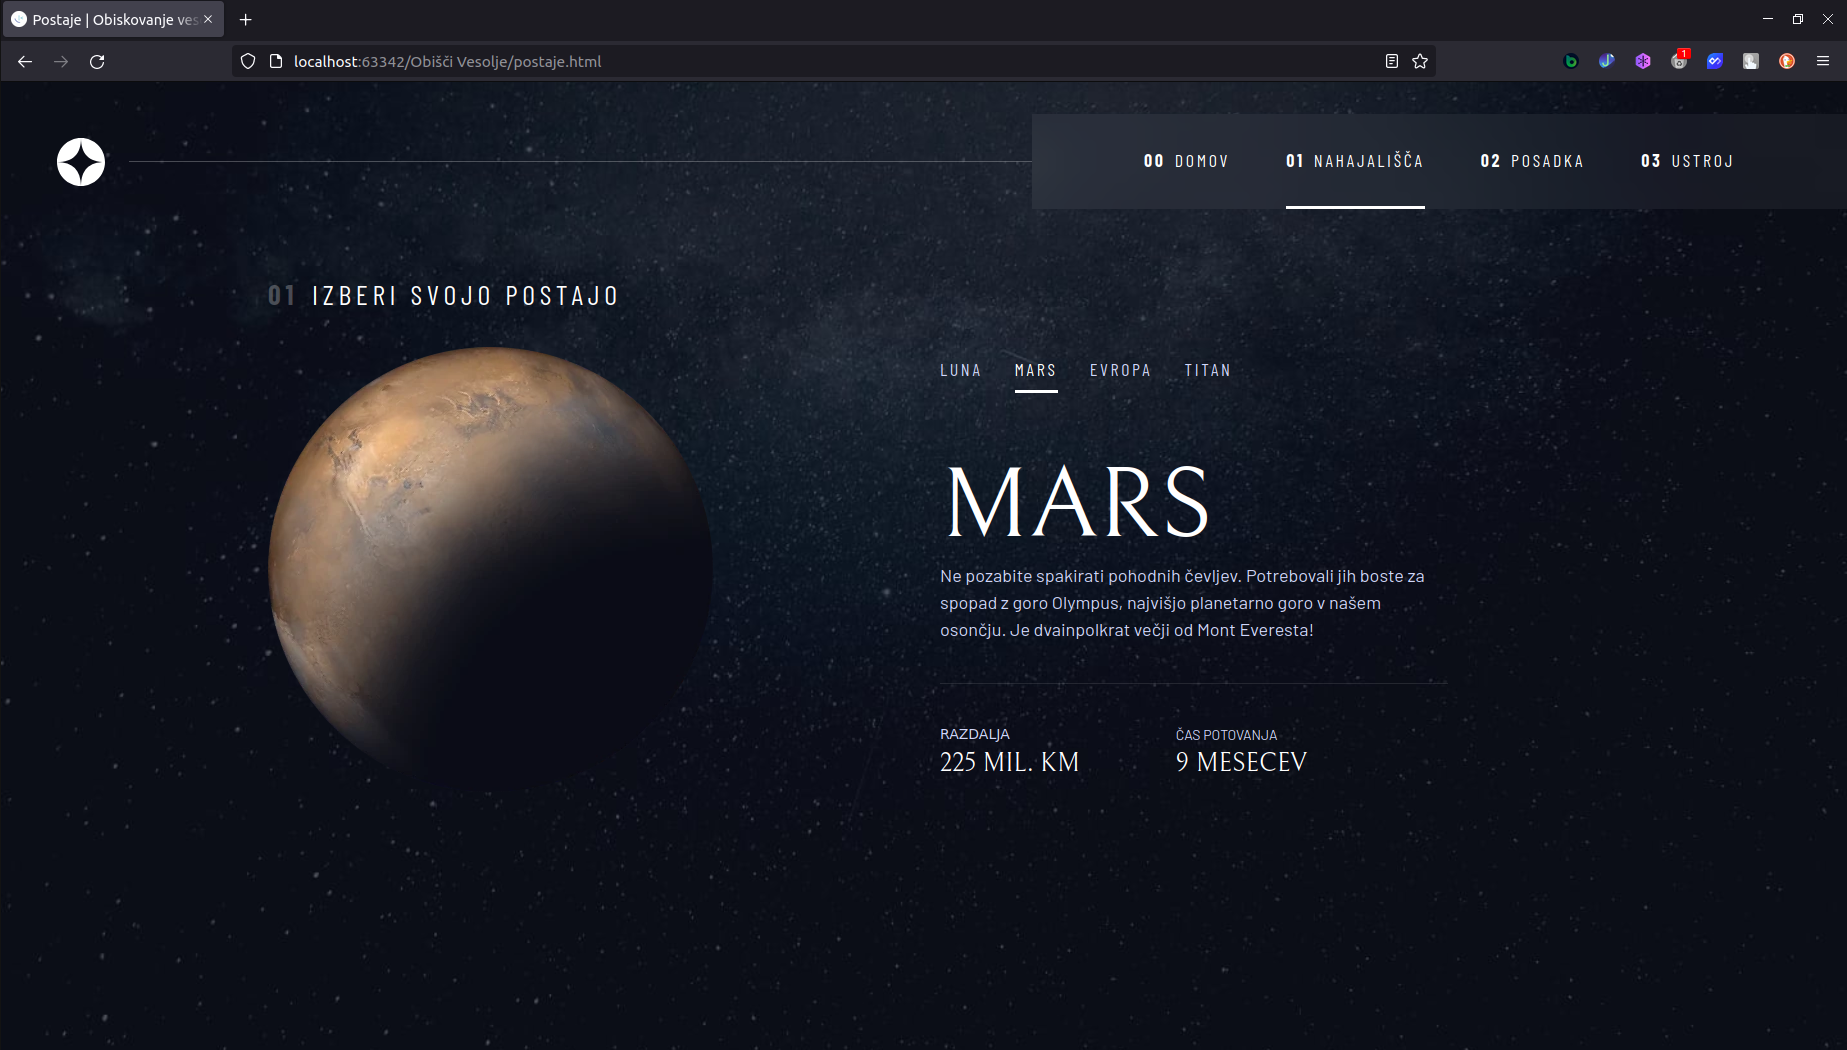 Postaje | Obiskovanje ves
localhost:63342/Obišči Vesolje/postaje.html
1
00 DOMOV
01 NAHAJALIŠČA
02 POSADKA
03 USTROJ
01 IZBERI SVOJO POSTAJO
LUNA
MARS
EVROPA
TITAN
MARS
Ne pozabite spakirati pohodnih čevljev. Potrebovali jih boste za
spopad z goro Olympus, najvišjo planetarno goro v našem
osončju. Je dvainpolkrat večji od Mont Everesta!
RAZDALJA
225 MIL. KM
ČAS POTOVANJA
9 MESECEV